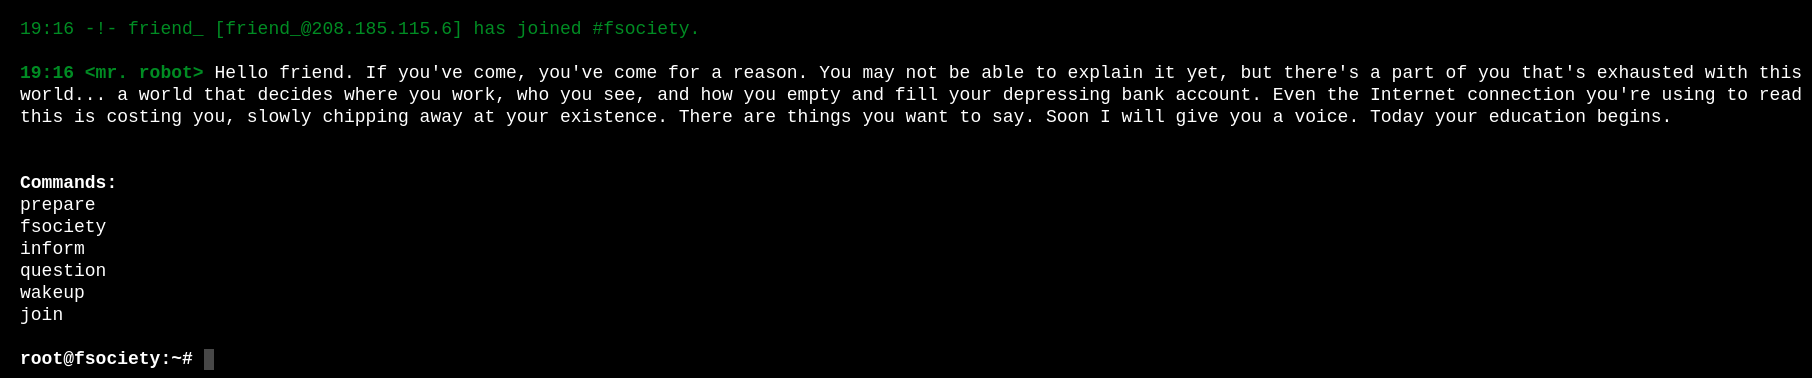 19:16 -!- friend_ [friend_@208.185.115.6] has joined #fsociety.
19:16 <mr. robot> Hello friend. If you've come, you've come for a reason. You may not be able to explain it yet, but there's a part of you that's exhausted with this
world... a world that decides where you work, who you see, and how you empty and fill your depressing bank account. Even the Internet connection you're using to read
this is costing you, slowly chipping away at your existence. There are things you want to say. Soon I will give you a voice. Today your education begins.
Commands:
prepare
fsociety
inform
question
wakeup
join
root@fsociety:~#